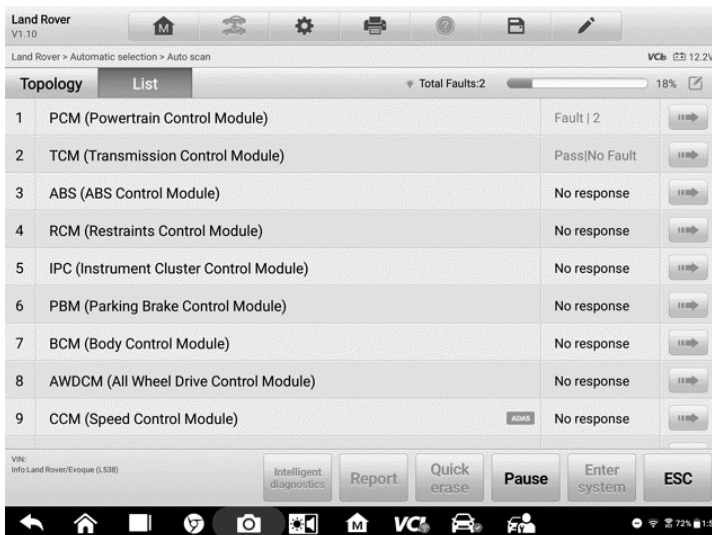 Land Rover
V1.10
M
Land Rover > Automatic selection > Auto scan
VCb 12.2V
Topology List Total Faults:2 18%
1 PCM (Powertrain Control Module) Fault | 2
2 TCM (Transmission Control Module) Pass|No Fault
3 ABS (ABS Control Module) No response
4 RCM (Restraints Control Module) No response
5 IPC (Instrument Cluster Control Module) No response
6 PBM (Parking Brake Control Module) No response
7 BCM (Body Control Module) No response
8 AWDCM (All Wheel Drive Control Module) No response
9 CCM (Speed Control Module) ADAS No response
VIN:
Info:Land Rover/Evoque (L538)
Intelligent diagnostics
Report
Quick erase
Pause
Enter system
ESC
M VCI 72%